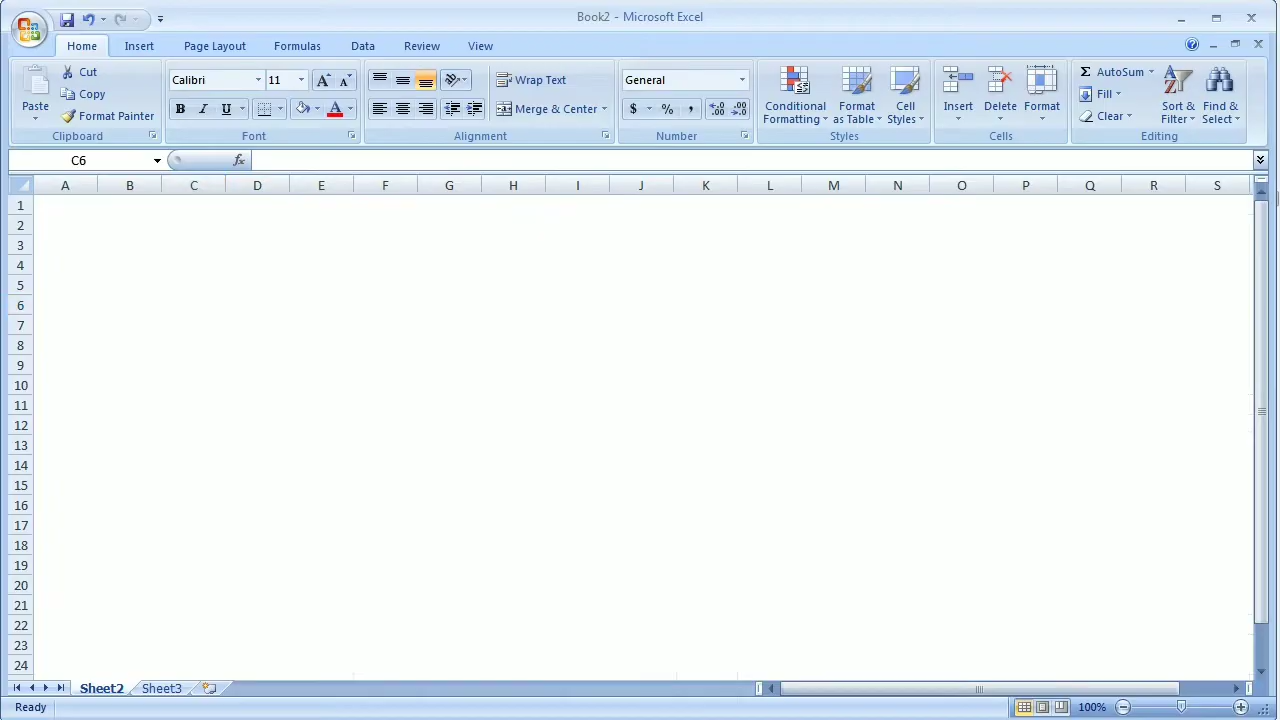 Book2 - Microsoft Excel
Home Insert Page Layout Formulas Data Review View
Paste Cut Copy Format Painter Clipboard
Calibri 11 B I U A Font
Wrap Text Merge & Center Alignment
General $ % , Number
Conditional Formatting Format as Table Cell Styles Styles
Insert Delete Format Cells
Σ AutoSum Fill Clear Sort & Filter Find & Select Editing
C6 fx
A B C D E F G H I J K L M N O P Q R S
1
2
3
4
5
6
7
8
9
10
11
12
13
14
15
16
17
18
19
20
21
22
23
24
Sheet2 Sheet3
Ready 100%